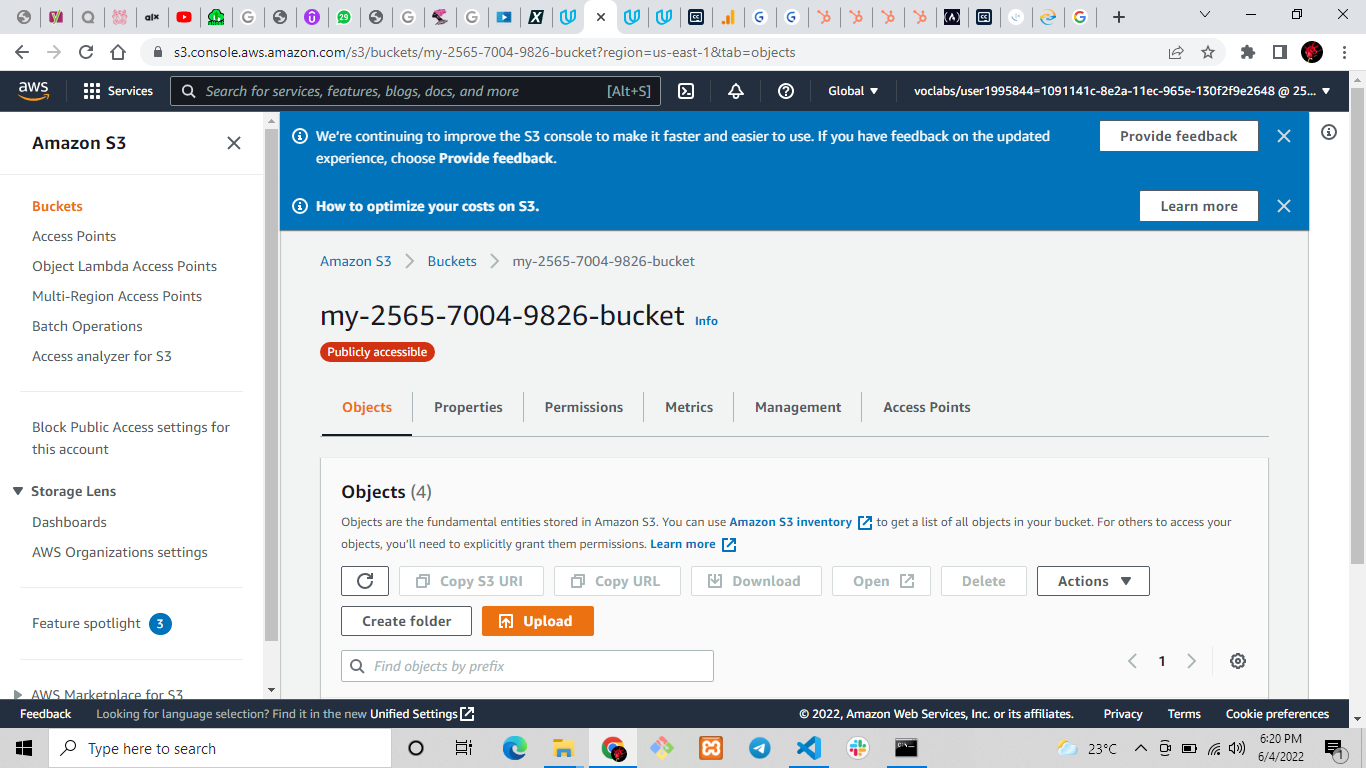 alx
29
s3.console.aws.amazon.com/s3/buckets/my-2565-7004-9826-bucket?region=us-east-1&tab=objects
aws
Services
Search for services, features, blogs, docs, and more
[Alt+S]
Global
voclabs/user1995844=1091141c-8e2a-11ec-965e-130f2f9e2648 @ 25...
Amazon S3
Buckets
Access Points
Object Lambda Access Points
Multi-Region Access Points
Batch Operations
Access analyzer for S3
Block Public Access settings for
this account
Storage Lens
Dashboards
AWS Organizations settings
Feature spotlight 3
AWS Marketplace for S3
We're continuing to improve the S3 console to make it faster and easier to use. If you have feedback on the updated
experience, choose Provide feedback.
Provide feedback
How to optimize your costs on S3.
Learn more
Amazon S3
Buckets
my-2565-7004-9826-bucket
my-2565-7004-9826-bucket Info
Publicly accessible
Objects
Properties
Permissions
Metrics
Management
Access Points
Objects (4)
Objects are the fundamental entities stored in Amazon S3. You can use Amazon S3 inventory to get a list of all objects in your bucket. For others to access your
objects, you'll need to explicitly grant them permissions. Learn more
Copy S3 URI
Copy URL
Download
Open
Delete
Actions
Create folder
Upload
Find objects by prefix
1
Feedback
Looking for language selection? Find it in the new Unified Settings
© 2022, Amazon Web Services, Inc. or its affiliates.
Privacy
Terms
Cookie preferences
Type here to search
23°C
6:20 PM
6/4/2022
1